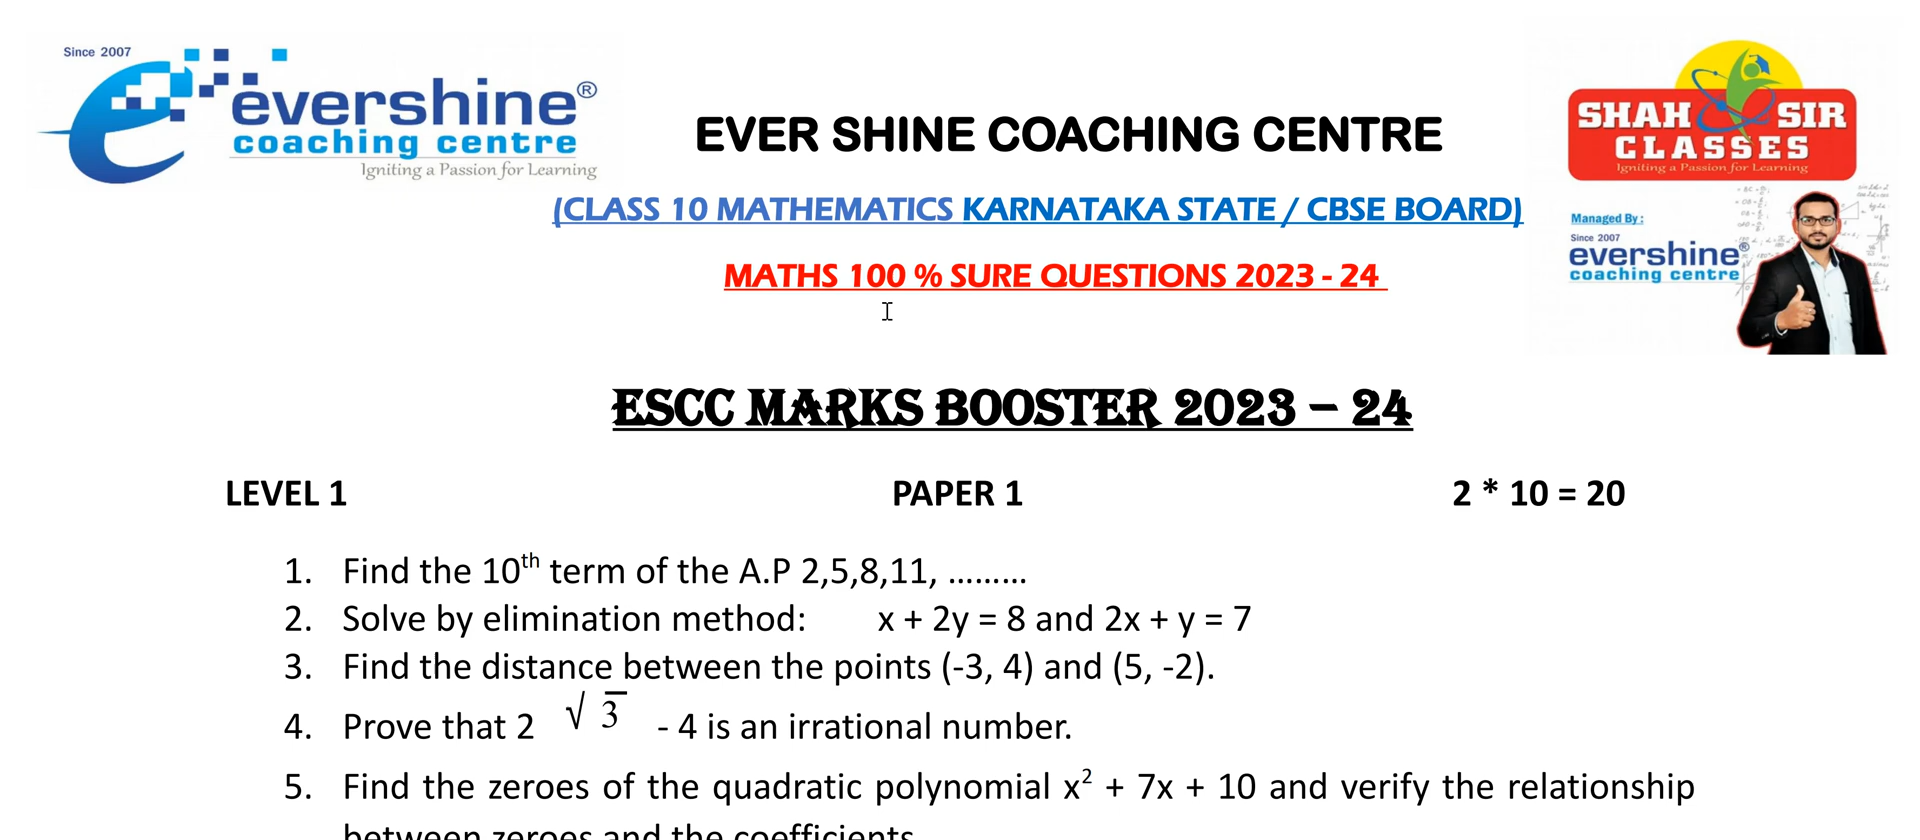 Since 2007
evershine®
coaching centre
Igniting a Passion for Learning
EVER SHINE COACHING CENTRE
(CLASS 10 MATHEMATICS KARNATAKA STATE / CBSE BOARD)
MATHS 100 % SURE QUESTIONS 2023 - 24
SHAH SIR
CLASSES
Igniting a Passion for Learning
Managed By :
Since 2007
evershine®
coaching centre
ESCC MARKS BOOSTER 2023 – 24
LEVEL 1 PAPER 1 2 * 10 = 20
1. Find the 10th term of the A.P 2,5,8,11, .........
2. Solve by elimination method: x + 2y = 8 and 2x + y = 7
3. Find the distance between the points (-3, 4) and (5, -2).
4. Prove that 2 √3 - 4 is an irrational number.
5. Find the zeroes of the quadratic polynomial x² + 7x + 10 and verify the relationship
between zeroes and the coefficients